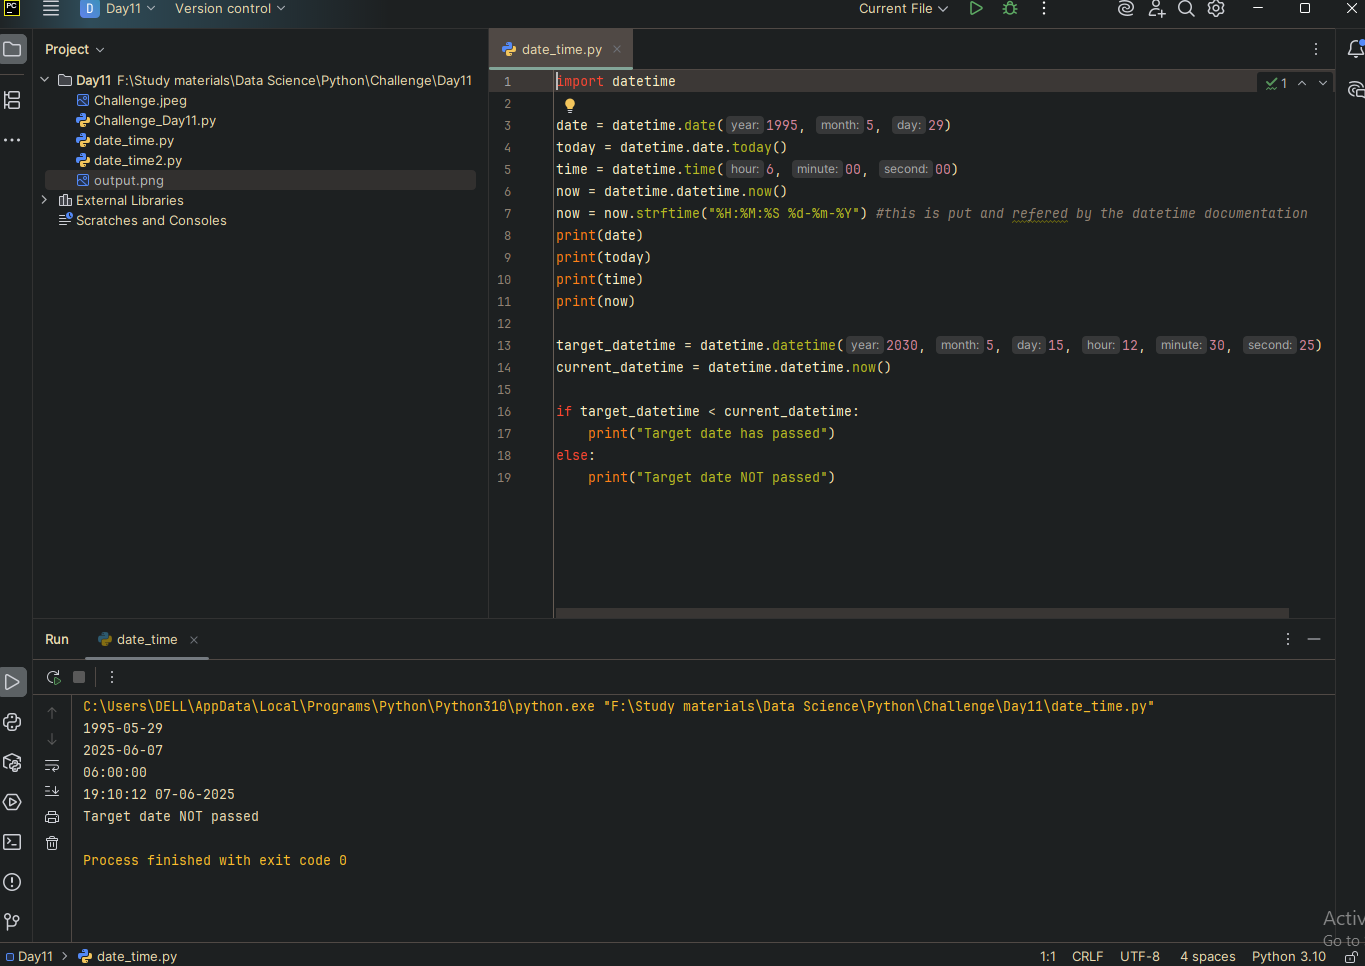 PC
D Day11 Version control Current File
Project
date_time.py
Day11 F:\Study materials\Data Science\Python\Challenge\Day11
Challenge.jpeg
Challenge_Day11.py
date_time.py
date_time2.py
output.png
External Libraries
Scratches and Consoles
1 import datetime
1
2
3 date = datetime.date( year: 1995, month: 5, day: 29)
4 today = datetime.date.today()
5 time = datetime.time( hour: 6, minute: 00, second: 00)
6 now = datetime.datetime.now()
7 now = now.strftime("%H:%M:%S %d-%m-%Y") #this is put and refered by the datetime documentation
8 print(date)
9 print(today)
10 print(time)
11 print(now)
12
13 target_datetime = datetime.datetime( year: 2030, month: 5, day: 15, hour: 12, minute: 30, second: 25)
14 current_datetime = datetime.datetime.now()
15
16 if target_datetime < current_datetime:
17 print("Target date has passed")
18 else:
19 print("Target date NOT passed")
Run date_time
C:\Users\DELL\AppData\Local\Programs\Python\Python310\python.exe "F:\Study materials\Data Science\Python\Challenge\Day11\date_time.py"
1995-05-29
2025-06-07
06:00:00
19:10:12 07-06-2025
Target date NOT passed
Process finished with exit code 0
Activ
Go to
Day11 date_time.py 1:1 CRLF UTF-8 4 spaces Python 3.10